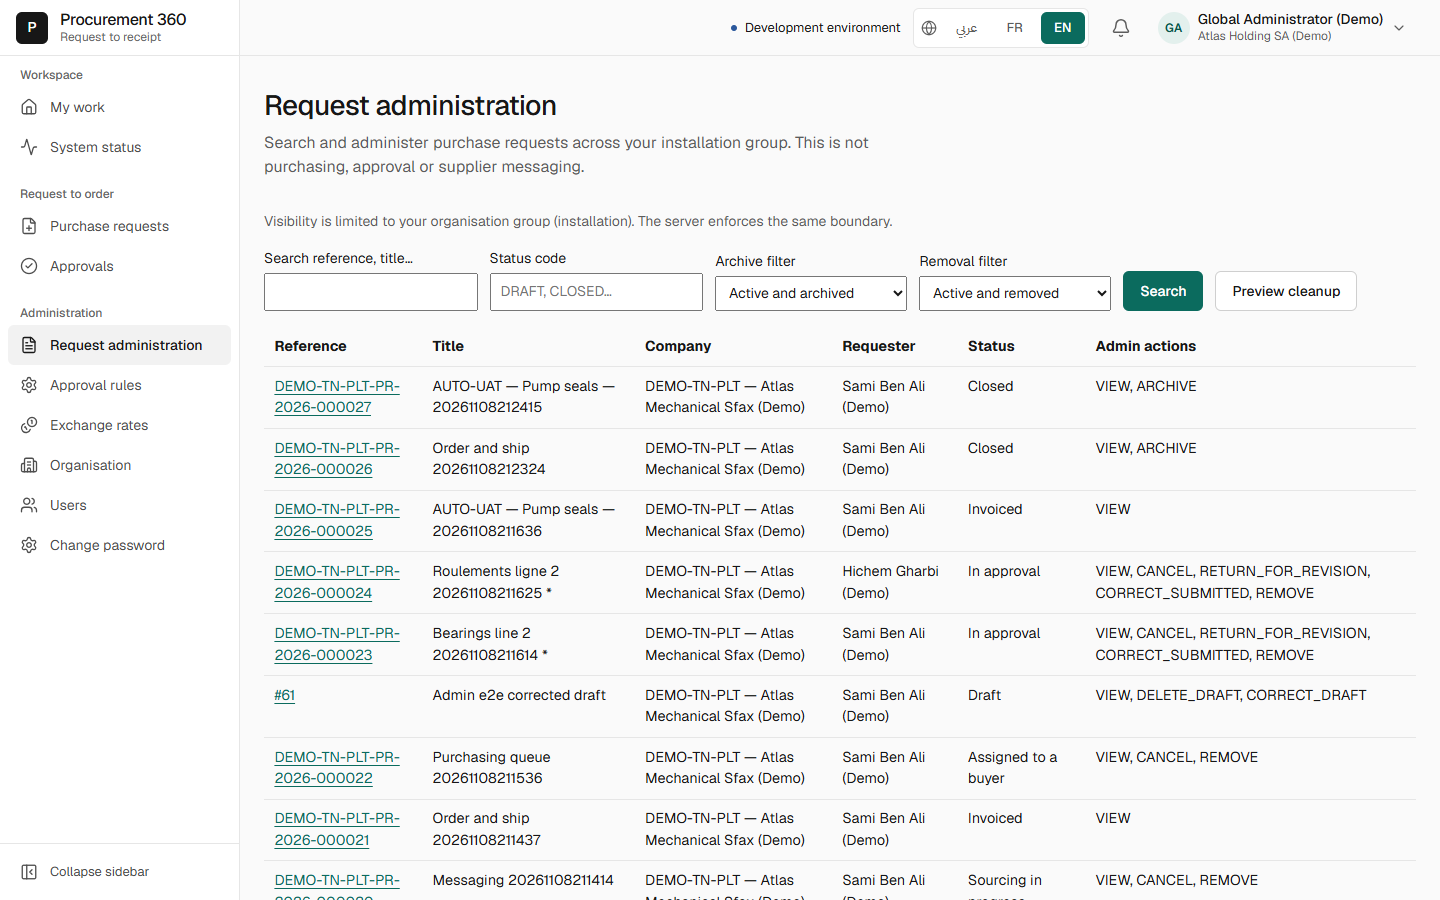 P
Procurement 360
Request to receipt
Development environment
عربي
FR
EN
GA
Global Administrator (Demo)
Atlas Holding SA (Demo)
Workspace
My work
System status
Request to order
Purchase requests
Approvals
Administration
Request administration
Approval rules
Exchange rates
Organisation
Users
Change password
Collapse sidebar
Request administration
Search and administer purchase requests across your installation group. This is not
purchasing, approval or supplier messaging.
Visibility is limited to your organisation group (installation). The server enforces the same boundary.
Search reference, title…
Status code
DRAFT, CLOSED…
Archive filter
Active and archived
Removal filter
Active and removed
Search
Preview cleanup
Reference Title Company Requester Status Admin actions
DEMO-TN-PLT-PR- AUTO-UAT — Pump seals — DEMO-TN-PLT — Atlas Sami Ben Ali Closed VIEW, ARCHIVE
2026-000027 20261108212415 Mechanical Sfax (Demo) (Demo)
DEMO-TN-PLT-PR- Order and ship DEMO-TN-PLT — Atlas Sami Ben Ali Closed VIEW, ARCHIVE
2026-000026 20261108212324 Mechanical Sfax (Demo) (Demo)
DEMO-TN-PLT-PR- AUTO-UAT — Pump seals — DEMO-TN-PLT — Atlas Sami Ben Ali Invoiced VIEW
2026-000025 20261108211636 Mechanical Sfax (Demo) (Demo)
DEMO-TN-PLT-PR- Roulements ligne 2 DEMO-TN-PLT — Atlas Hichem Gharbi In approval VIEW, CANCEL, RETURN_FOR_REVISION,
2026-000024 20261108211625 * Mechanical Sfax (Demo) (Demo) CORRECT_SUBMITTED, REMOVE
DEMO-TN-PLT-PR- Bearings line 2 DEMO-TN-PLT — Atlas Sami Ben Ali In approval VIEW, CANCEL, RETURN_FOR_REVISION,
2026-000023 20261108211614 * Mechanical Sfax (Demo) (Demo) CORRECT_SUBMITTED, REMOVE
#61 Admin e2e corrected draft DEMO-TN-PLT — Atlas Sami Ben Ali Draft VIEW, DELETE_DRAFT, CORRECT_DRAFT
Mechanical Sfax (Demo) (Demo)
DEMO-TN-PLT-PR- Purchasing queue DEMO-TN-PLT — Atlas Sami Ben Ali Assigned to a VIEW, CANCEL, REMOVE
2026-000022 20261108211536 Mechanical Sfax (Demo) (Demo) buyer
DEMO-TN-PLT-PR- Order and ship DEMO-TN-PLT — Atlas Sami Ben Ali Invoiced VIEW
2026-000021 20261108211437 Mechanical Sfax (Demo) (Demo)
DEMO-TN-PLT-PR- Messaging 20261108211414 DEMO-TN-PLT — Atlas Sami Ben Ali Sourcing in VIEW, CANCEL, REMOVE